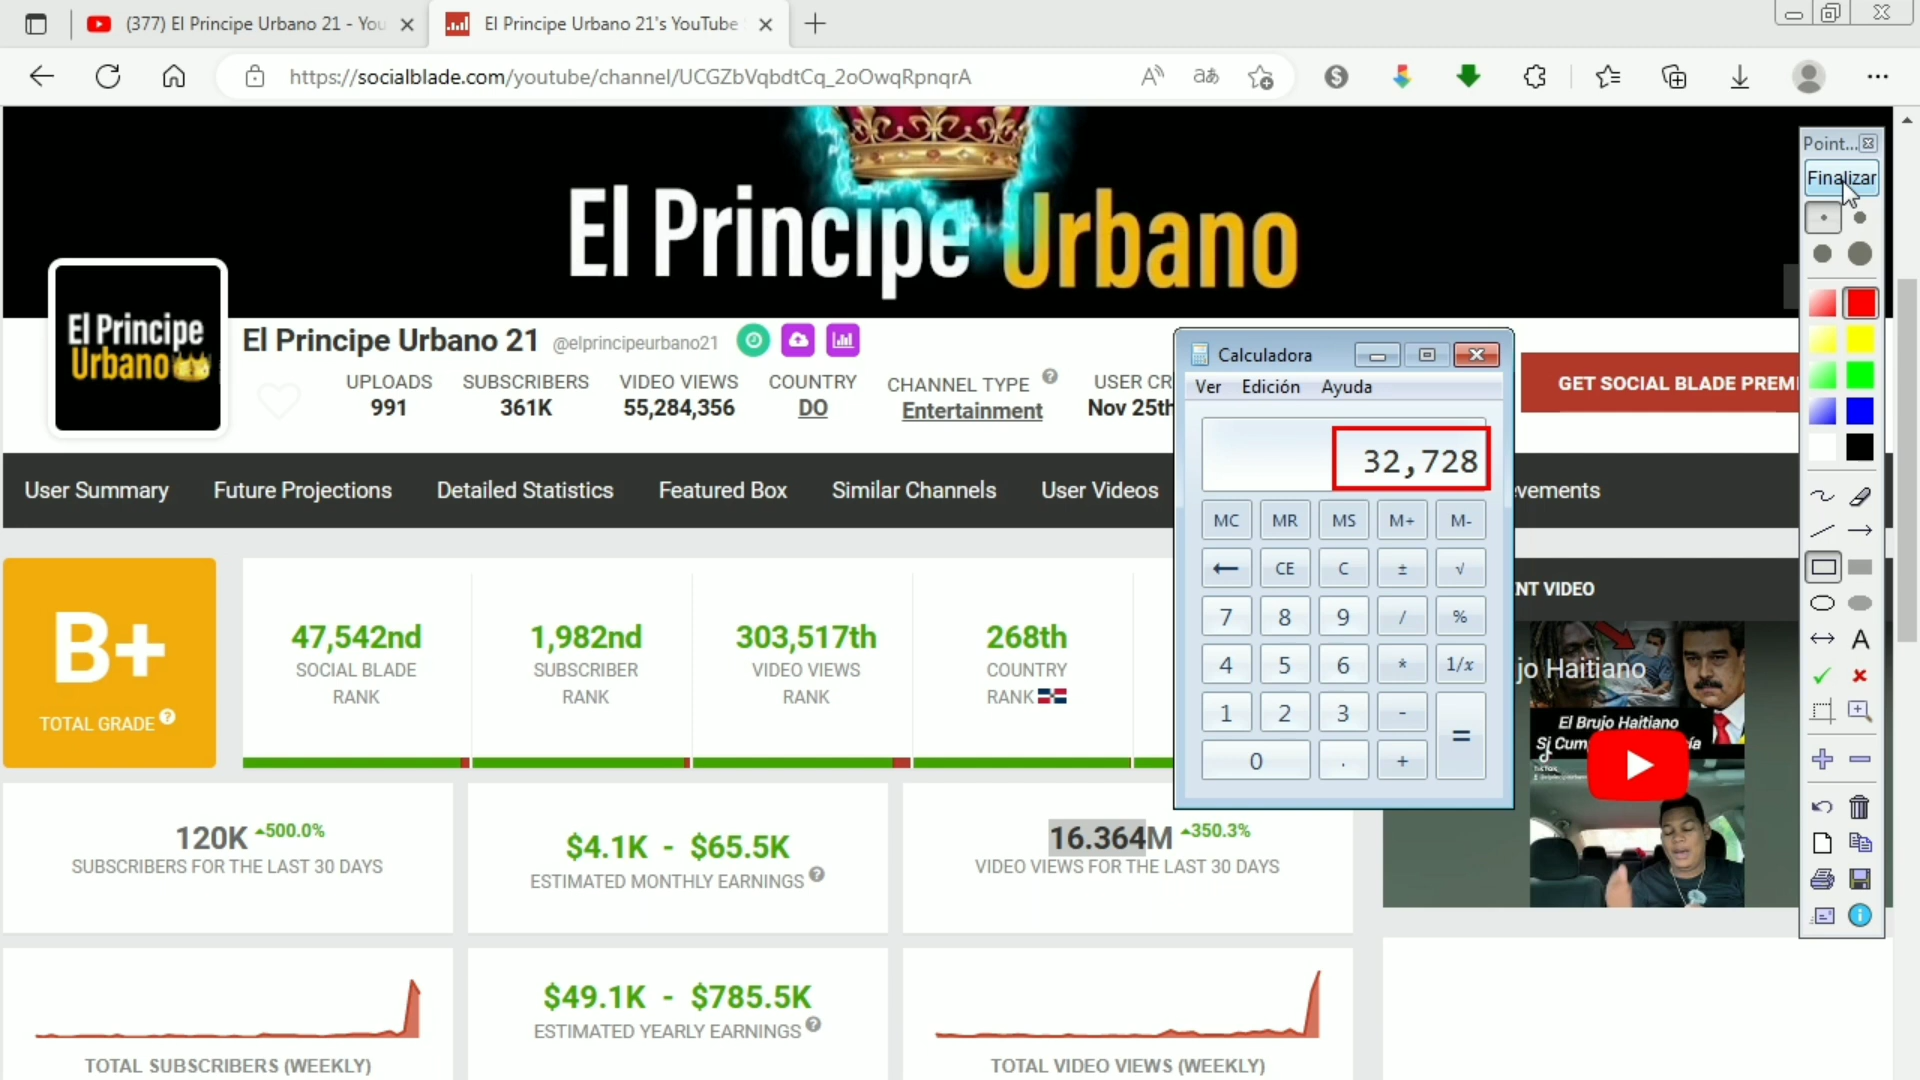 (377) El Principe Urbano 21 - You
El Principe Urbano 21's YouTube
https://socialblade.com/youtube/channel/UCGZbVqbdtCq_2oOwqRpnqrA
El Principe Urbano
El Principe
Urbano
El Principe Urbano 21 @elprincipeurbano21
UPLOADS
991
SUBSCRIBERS
361K
VIDEO VIEWS
55,284,356
COUNTRY
DO
CHANNEL TYPE
Entertainment
USER CR
Nov 25th
GET SOCIAL BLADE PREMI
User Summary
Future Projections
Detailed Statistics
Featured Box
Similar Channels
User Videos
evements
B+
TOTAL GRADE
47,542nd
SOCIAL BLADE
RANK
1,982nd
SUBSCRIBER
RANK
303,517th
VIDEO VIEWS
RANK
268th
COUNTRY
RANK
120K 500.0%
SUBSCRIBERS FOR THE LAST 30 DAYS
$4.1K - $65.5K
ESTIMATED MONTHLY EARNINGS
16.364M 350.3%
VIDEO VIEWS FOR THE LAST 30 DAYS
TOTAL SUBSCRIBERS (WEEKLY)
$49.1K - $785.5K
ESTIMATED YEARLY EARNINGS
TOTAL VIDEO VIEWS (WEEKLY)
Calculadora
Ver Edición Ayuda
32,728
MC MR MS M+ M-
← CE C ± √
7 8 9 / %
4 5 6 * 1/x
1 2 3 - =
0 . +
NT VIDEO
jo Haitiano
El Brujo Haitiano
Point...
Finalizar
A